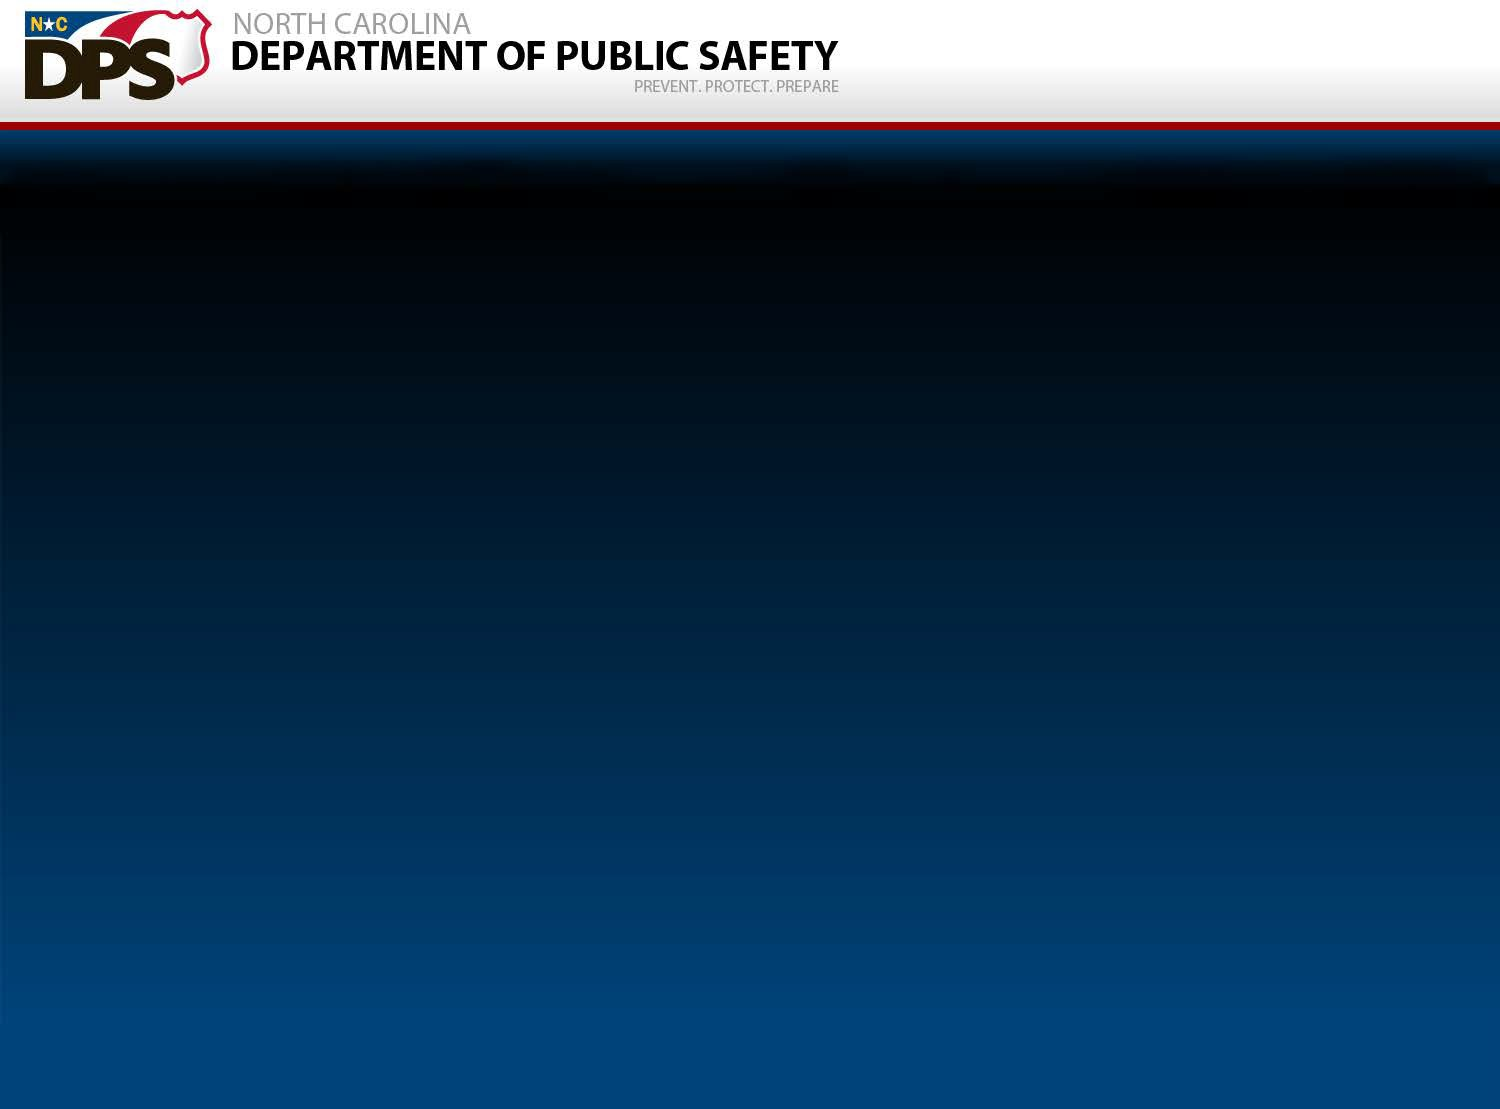 N★C
DPS
NORTH CAROLINA
DEPARTMENT OF PUBLIC SAFETY
PREVENT. PROTECT. PREPARE